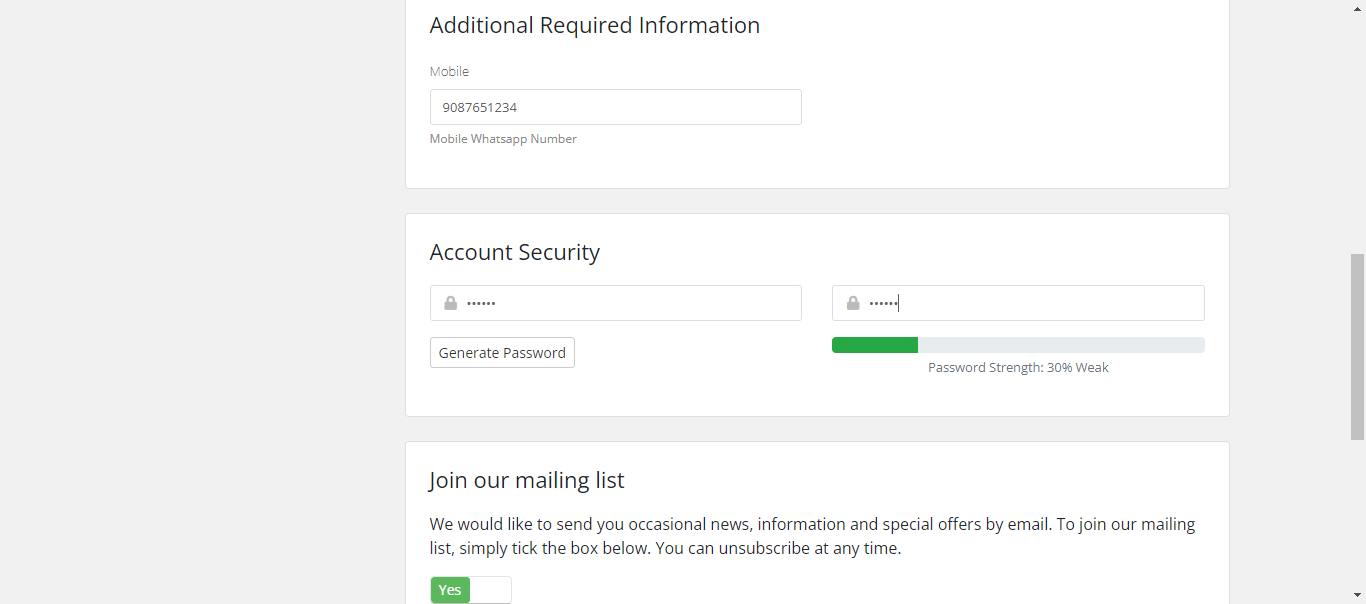 Additional Required Information
Mobile
9087651234
Mobile Whatsapp Number
Account Security
••••••
••••••
Generate Password
Password Strength: 30% Weak
Join our mailing list
We would like to send you occasional news, information and special offers by email. To join our mailing
list, simply tick the box below. You can unsubscribe at any time.
Yes